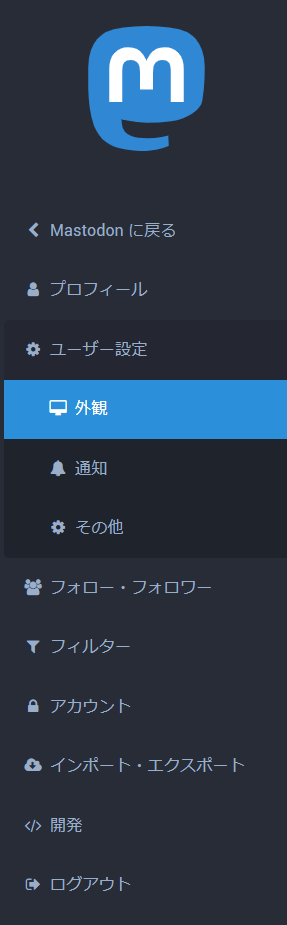 Mastodon に戻る
プロフィール
ユーザー設定
外観
通知
その他
フォロー・フォロワー
フィルター
アカウント
インポート・エクスポート
開発
ログアウト